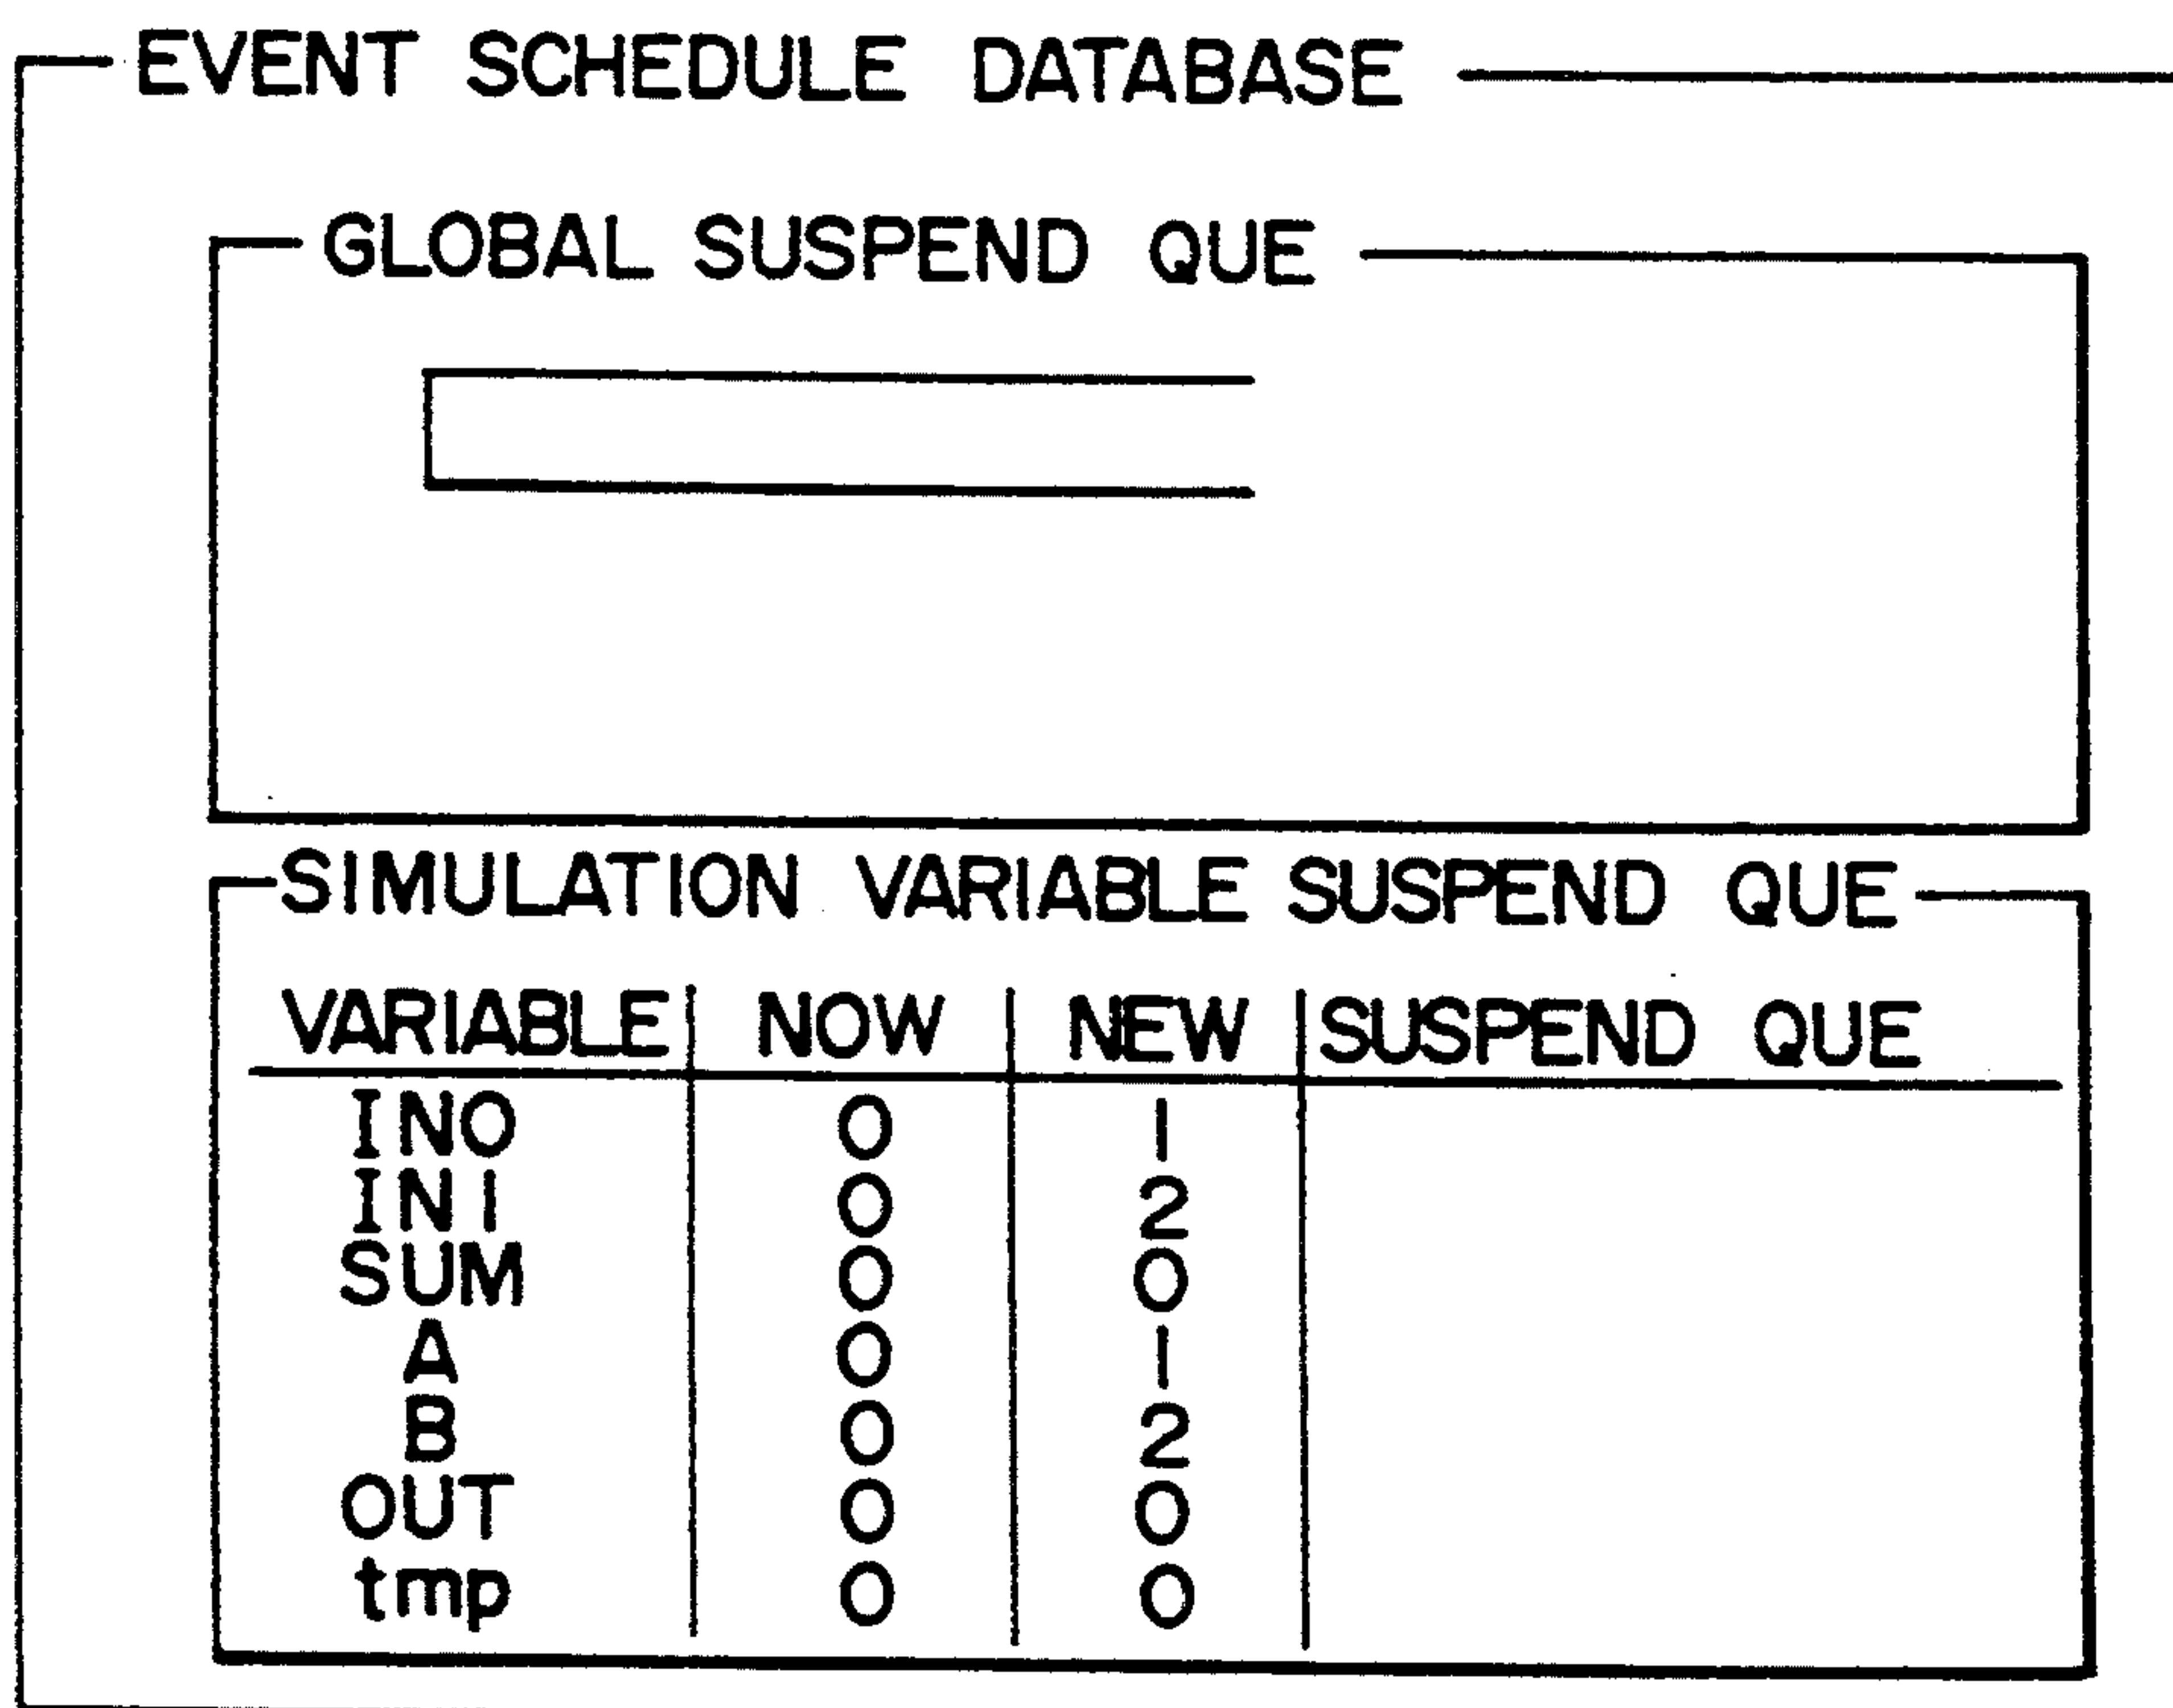 EVENT SCHEDULE DATABASE
GLOBAL SUSPEND QUE
SIMULATION VARIABLE SUSPEND QUE
VARIABLE NOW NEW SUSPEND QUE
IN0 0 1
IN1 0 2
SUM 0 0
A 0 1
B 0 2
OUT 0 0
tmp 0 0